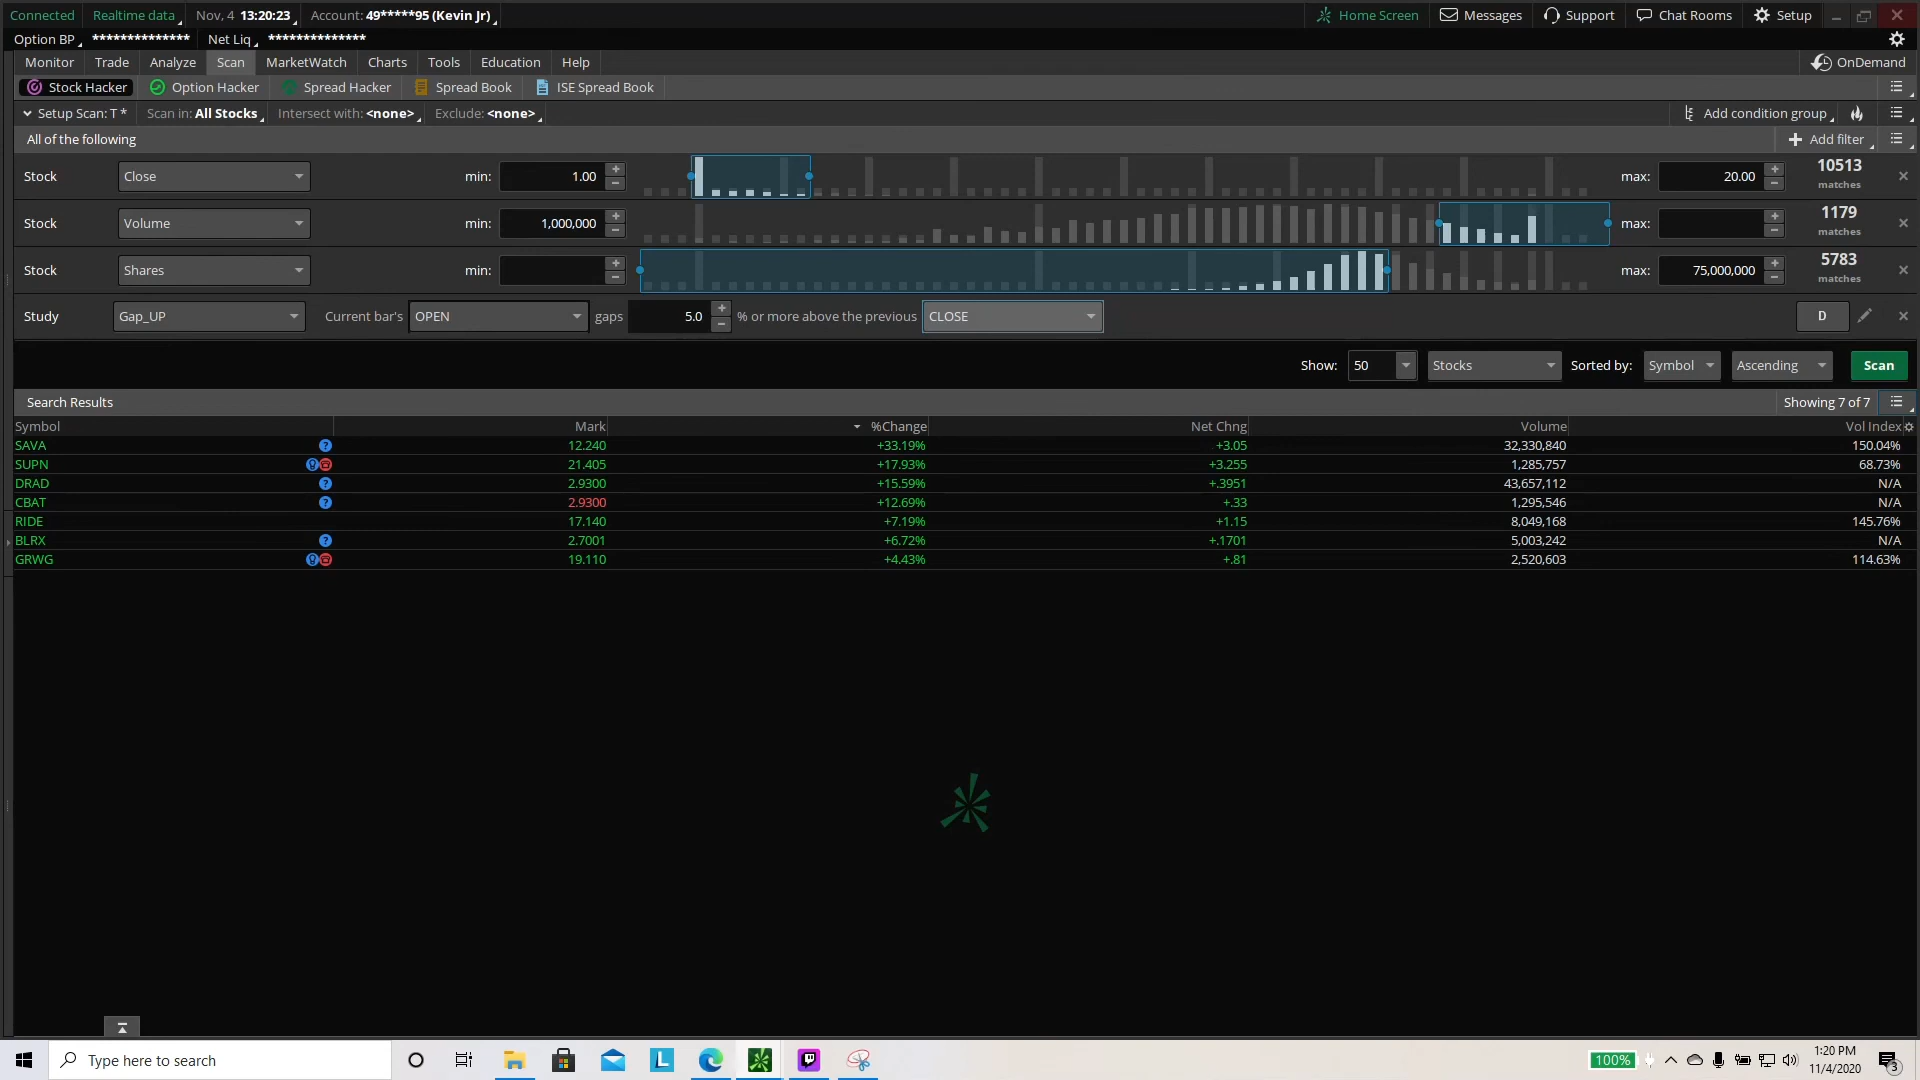 Connected Realtime data Nov, 4 13:20:23 Account: 49*****95 (Kevin Jr) Home Screen Messages Support Chat Rooms Setup
Option BP ************** Net Liq **************
Monitor Trade Analyze Scan MarketWatch Charts Tools Education Help OnDemand
Stock Hacker Option Hacker Spread Hacker Spread Book ISE Spread Book
Setup Scan: T * Scan in: All Stocks Intersect with: <none> Exclude: <none> Add condition group
All of the following Add filter
Stock Close min: 1.00 max: 20.00 10513 matches
Stock Volume min: 1,000,000 max: 1179 matches
Stock Shares min: max: 75,000,000 5783 matches
Study Gap_UP Current bar's OPEN gaps 5.0 % or more above the previous CLOSE D
Show: 50 Stocks Sorted by: Symbol Ascending Scan
Search Results Showing 7 of 7
Symbol Mark %Change Net Chng Volume Vol Index
SAVA 12.240 +33.19% +3.05 32,330,840 150.04%
SUPN 21.405 +17.93% +3.255 1,285,757 68.73%
DRAD 2.9300 +15.59% +.3951 43,657,112 N/A
CBAT 2.9300 +12.69% +.33 1,295,546 N/A
RIDE 17.140 +7.19% +1.15 8,049,168 145.76%
BLRX 2.7001 +6.72% +.1701 5,003,242 N/A
GRWG 19.110 +4.43% +.81 2,520,603 114.63%
Type here to search L 100% 1:20 PM
11/4/2020 3